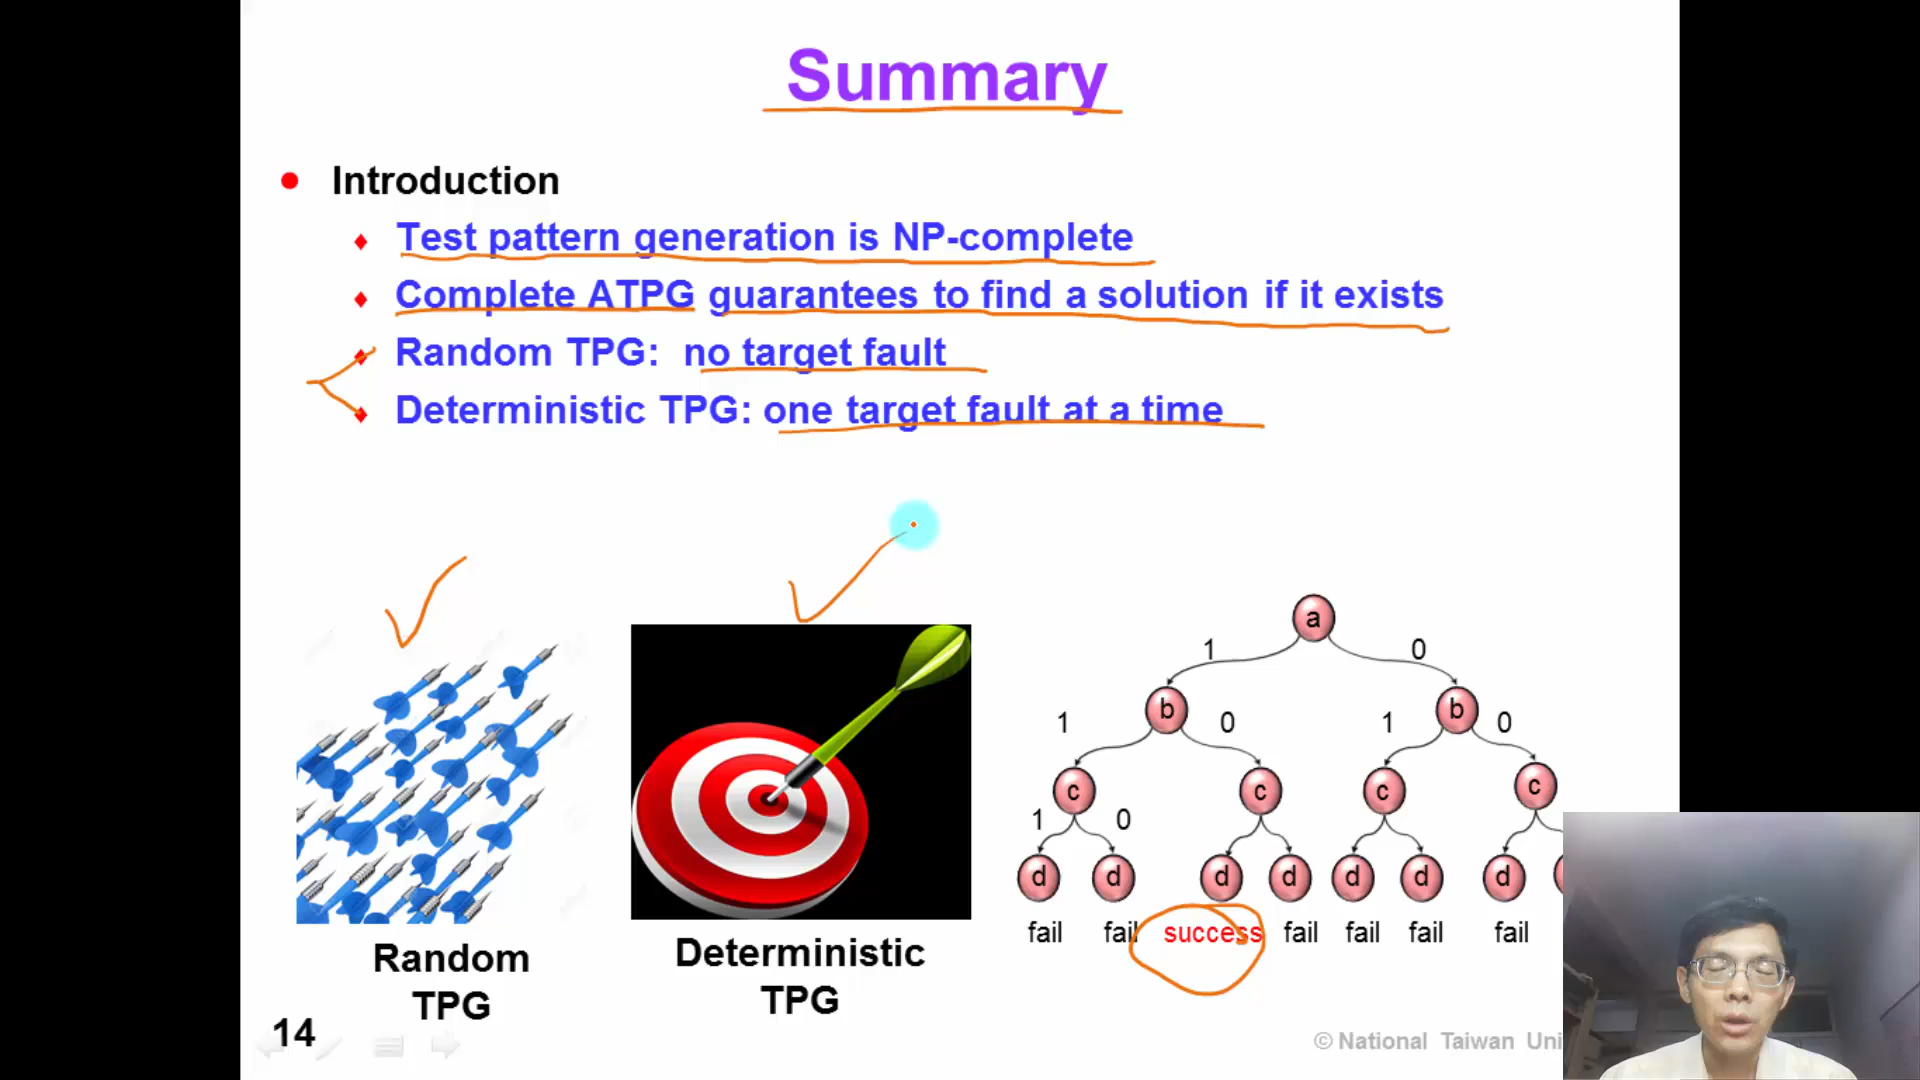 Summary
Introduction
Test pattern generation is NP-complete
Complete ATPG guarantees to find a solution if it exists
Random TPG: no target fault
Deterministic TPG: one target fault at a time
a
1 0
b b
1 0 1 0
c c c c
1 0
d d d d d d d
fail fail success fail fail fail fail
Random
TPG
Deterministic
TPG
14
© National Taiwan Uni